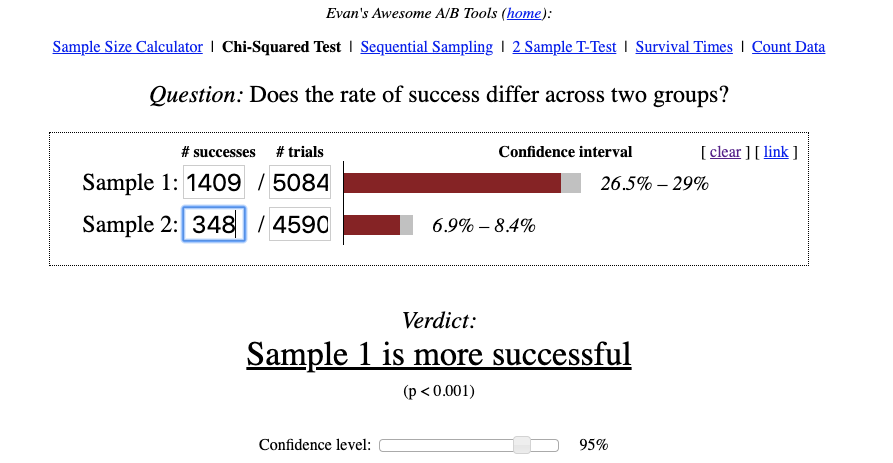 Evan's Awesome A/B Tools (home):
Sample Size Calculator | Chi-Squared Test | Sequential Sampling | 2 Sample T-Test | Survival Times | Count Data
Question: Does the rate of success differ across two groups?
# successes # trials Confidence interval [ clear ] [ link ]
Sample 1: 1409 / 5084 26.5% – 29%
Sample 2: 348 / 4590 6.9% – 8.4%
Verdict:
Sample 1 is more successful
(p < 0.001)
Confidence level: 95%